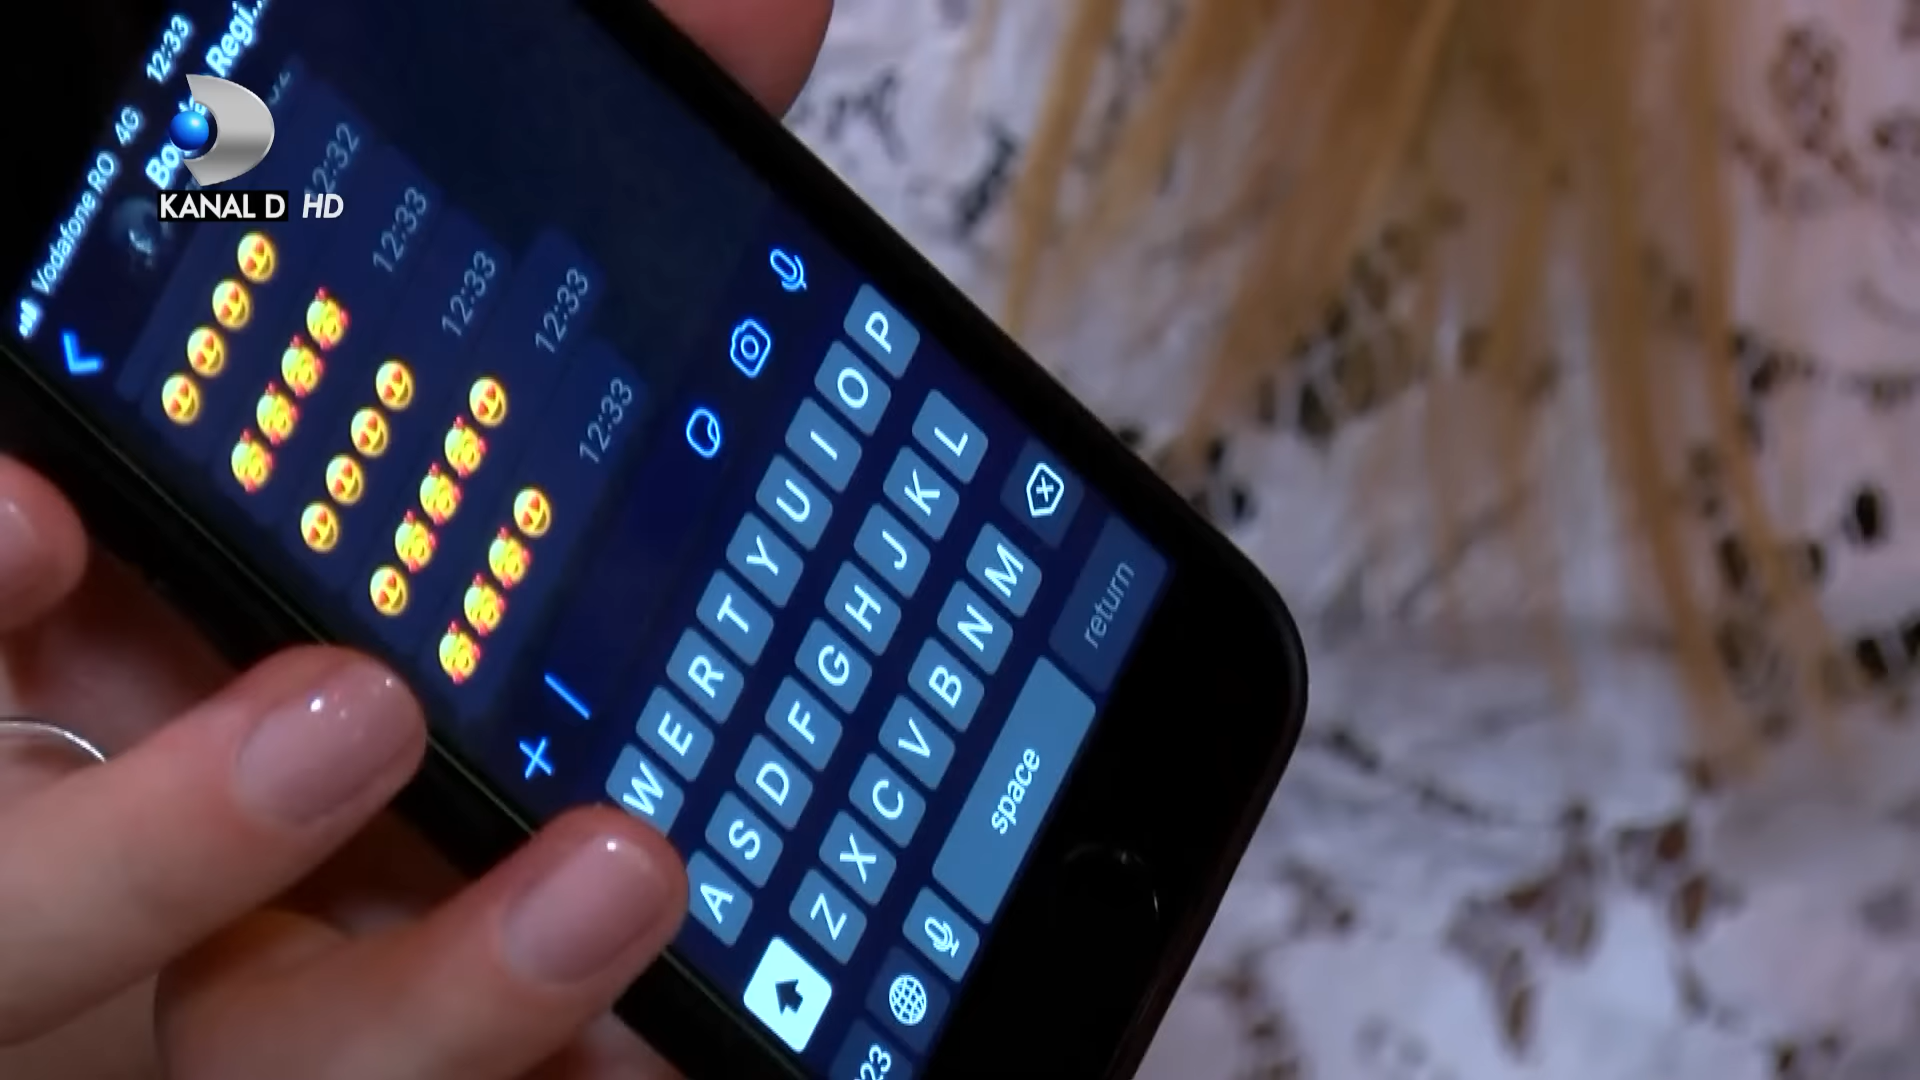 Vodafone RO 4G 12:33
KANAL D HD
12:32
12:33
12:33
12:33
12:33
W E R T Y U I O P
A S D F G H J K L
Z X C V B N M
space return